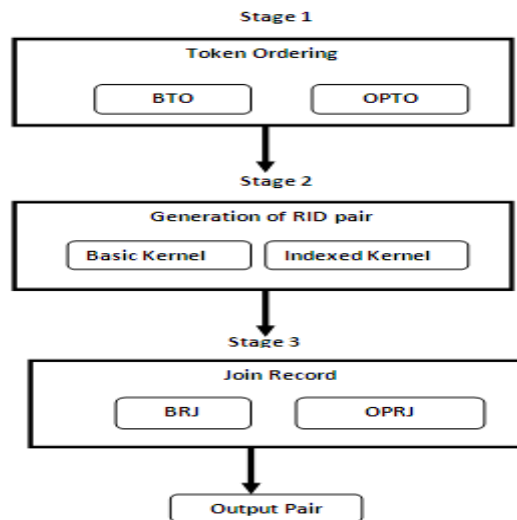 Stage 1
Token Ordering
BTO OPTO
Stage 2
Generation of RID pair
Basic Kernel Indexed Kernel
Stage 3
Join Record
BRJ OPRJ
Output Pair